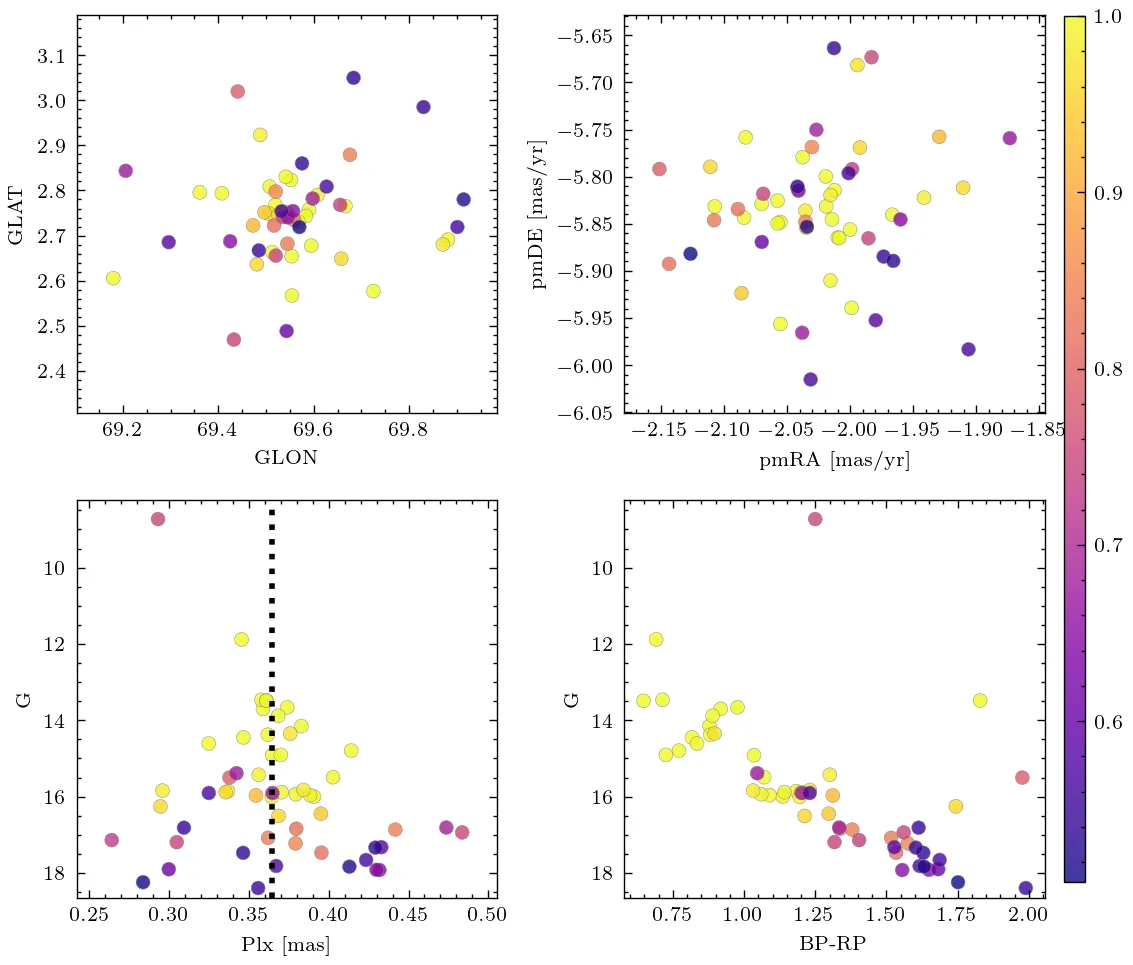 3.1
3.0
2.9
2.8
2.7
2.6
2.5
2.4
GLAT
69.2 69.4 69.6 69.8
GLON
−5.65
−5.70
−5.75
−5.80
−5.85
−5.90
−5.95
−6.00
−6.05
pmDE [mas/yr]
−2.15 −2.10 −2.05 −2.00 −1.95 −1.90 −1.85
pmRA [mas/yr]
1.0
0.9
0.8
0.7
0.6
10
12
14
16
18
G
0.25 0.30 0.35 0.40 0.45 0.50
Plx [mas]
10
12
14
16
18
G
0.75 1.00 1.25 1.50 1.75 2.00
BP-RP